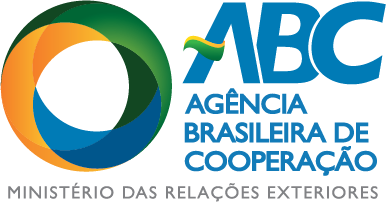 ABC
AGÊNCIA
BRASILEIRA DE
COOPERAÇÃO
MINISTÉRIO DAS RELAÇÕES EXTERIORES